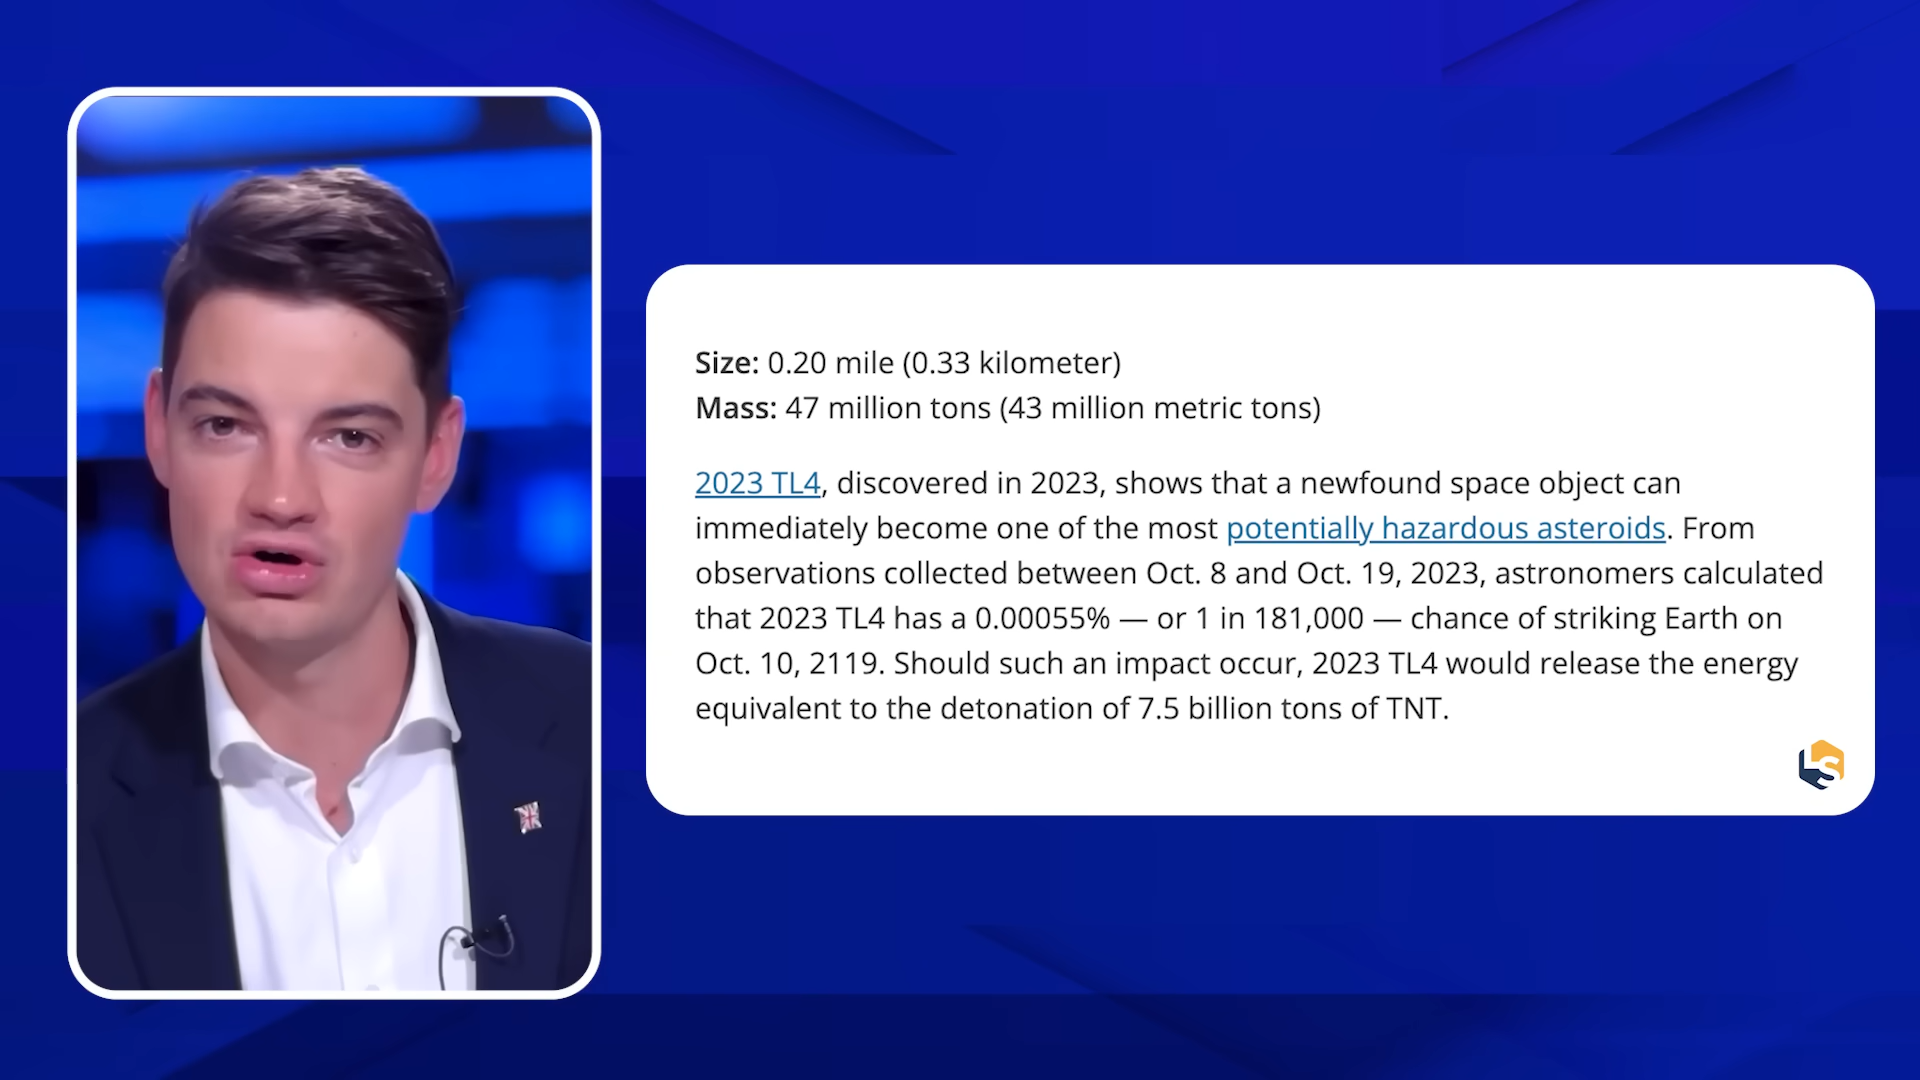 Size: 0.20 mile (0.33 kilometer)
Mass: 47 million tons (43 million metric tons)
2023 TL4, discovered in 2023, shows that a newfound space object can
immediately become one of the most potentially hazardous asteroids. From
observations collected between Oct. 8 and Oct. 19, 2023, astronomers calculated
that 2023 TL4 has a 0.00055% — or 1 in 181,000 — chance of striking Earth on
Oct. 10, 2119. Should such an impact occur, 2023 TL4 would release the energy
equivalent to the detonation of 7.5 billion tons of TNT.
LS